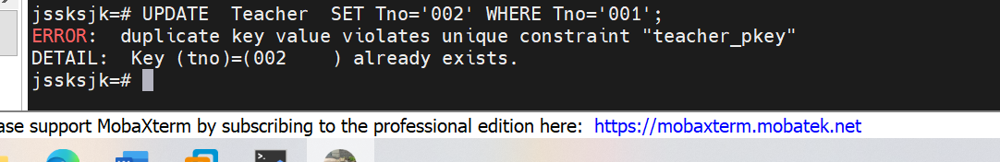 jssksjk=# UPDATE  Teacher  SET Tno='002' WHERE Tno='001';
ERROR:  duplicate key value violates unique constraint "teacher_pkey"
DETAIL:  Key (tno)=(002    ) already exists.
jssksjk=#
ase support MobaXterm by subscribing to the professional edition here:  https://mobaxterm.mobatek.net